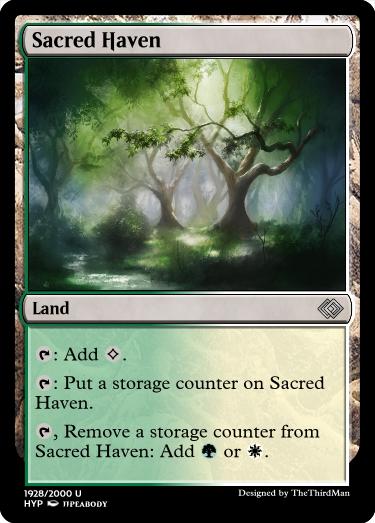 Sacred Haven
Land
: Add .
: Put a storage counter on Sacred
Haven.
, Remove a storage counter from
Sacred Haven: Add or .
1928/2000 U
Designed by TheThirdMan
HYP PEABODY